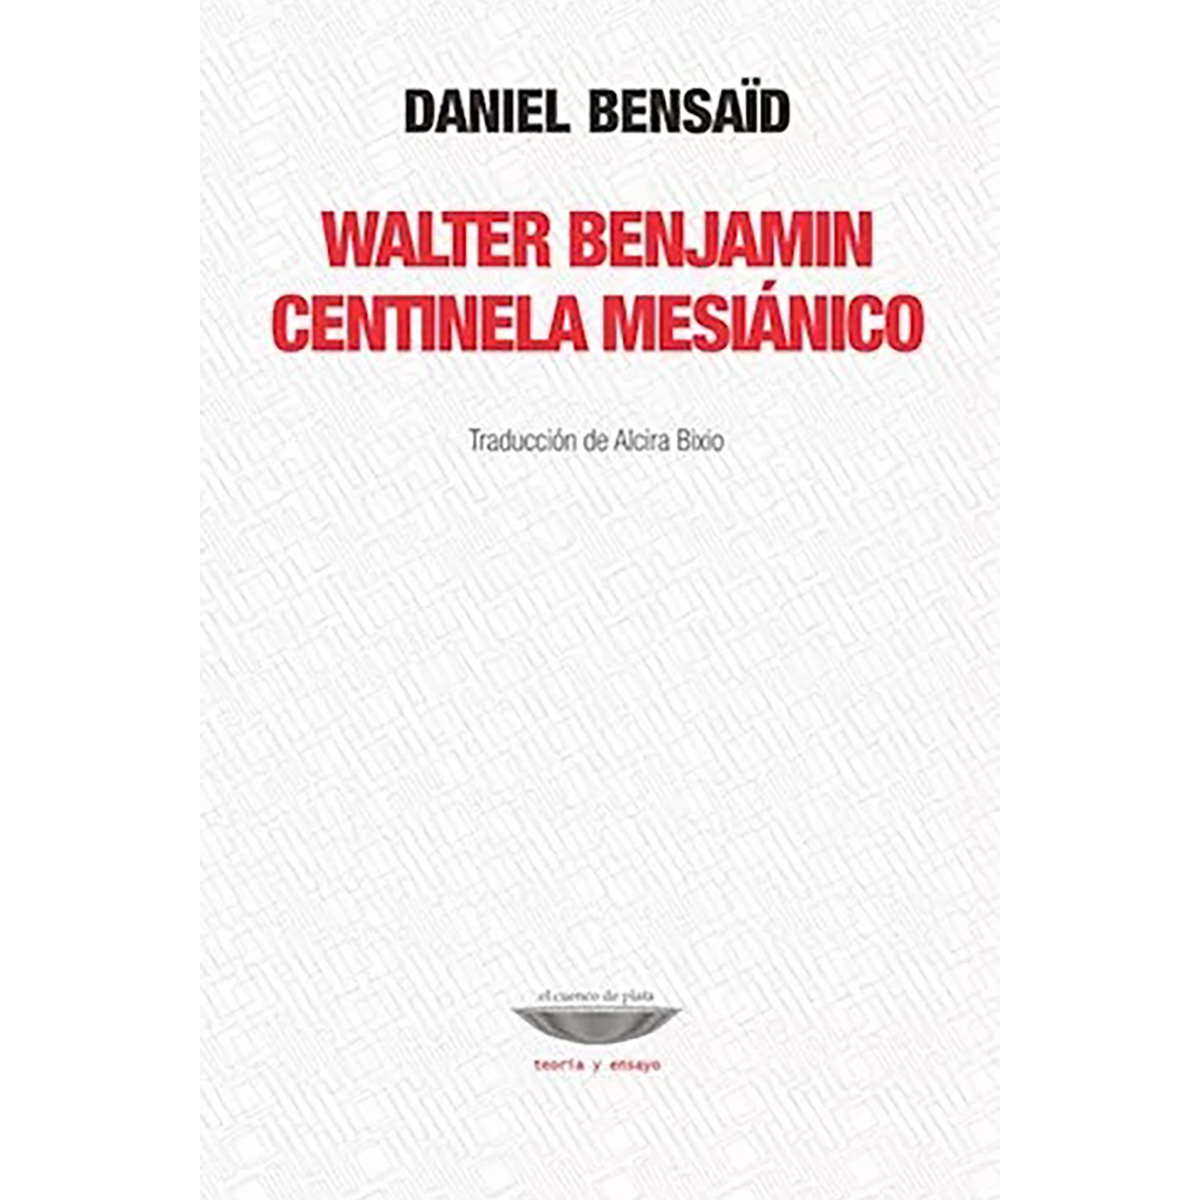 DANIEL BENSAÏD
WALTER BENJAMIN
CENTINELA MESIÁNICO
Traducción de Alcira Bixio
el cuenco de plata
teoría y ensayo